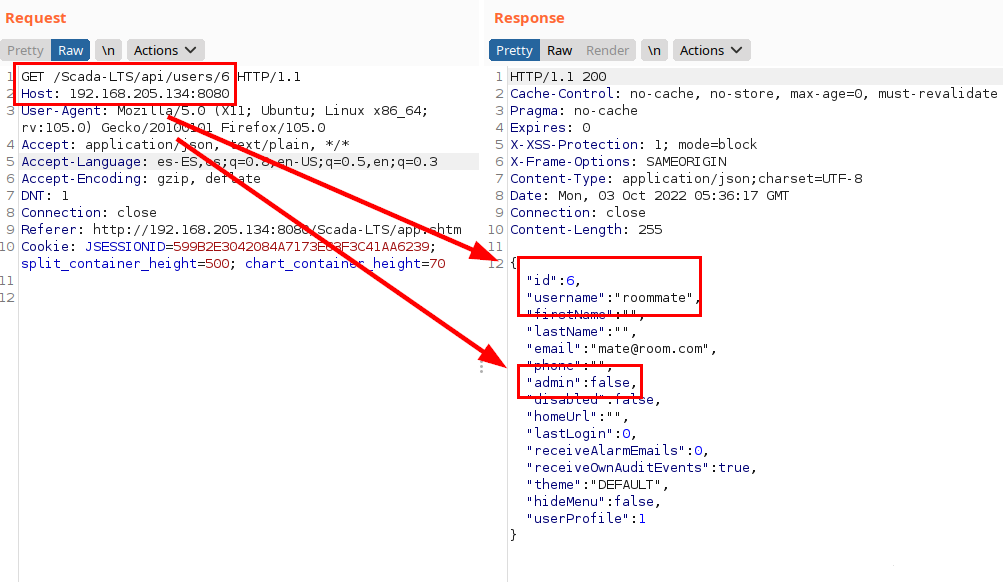 Request
Pretty Raw \n Actions
1 GET /Scada-LTS/api/users/6 HTTP/1.1
2 Host: 192.168.205.134:8080
3 User-Agent: Mozilla/5.0 (X11; Ubuntu; Linux x86_64;
rv:105.0) Gecko/20100101 Firefox/105.0
4 Accept: application/json, text/plain, */*
5 Accept-Language: es-ES,es;q=0.8,en-US;q=0.5,en;q=0.3
6 Accept-Encoding: gzip, deflate
7 DNT: 1
8 Connection: close
9 Referer: http://192.168.205.134:8080/Scada-LTS/app.shtm
10 Cookie: JSESSIONID=599B2E3042084A7173E63F3C41AA6239;
split_container_height=500; chart_container_height=70
11
12
Response
Pretty Raw Render \n Actions
1 HTTP/1.1 200
2 Cache-Control: no-cache, no-store, max-age=0, must-revalidate
3 Pragma: no-cache
4 Expires: 0
5 X-XSS-Protection: 1; mode=block
6 X-Frame-Options: SAMEORIGIN
7 Content-Type: application/json;charset=UTF-8
8 Date: Mon, 03 Oct 2022 05:36:17 GMT
9 Connection: close
10 Content-Length: 255
11
12 {
"id":6,
"username":"roommate",
"firstName":"",
"lastName":"",
"email":"mate@room.com",
"phone":"",
"admin":false,
"disabled":false,
"homeUrl":"",
"lastLogin":0,
"receiveAlarmEmails":0,
"receiveOwnAuditEvents":true,
"theme":"DEFAULT",
"hideMenu":false,
"userProfile":1
}